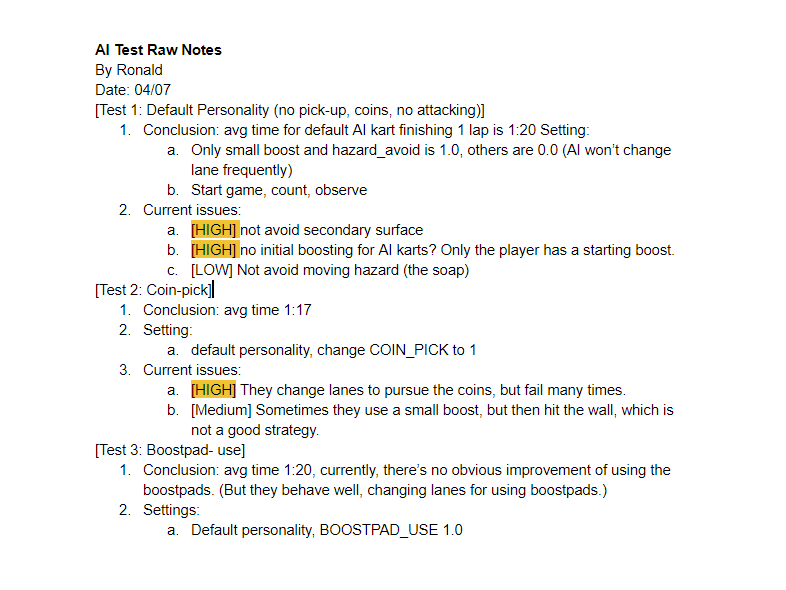 AI Test Raw Notes
By Ronald
Date: 04/07
[Test 1: Default Personality (no pick-up, coins, no attacking)]
1. Conclusion: avg time for default AI kart finishing 1 lap is 1:20 Setting:
a. Only small boost and hazard_avoid is 1.0, others are 0.0 (AI won't change
lane frequently)
b. Start game, count, observe
2. Current issues:
a. [HIGH] not avoid secondary surface
b. [HIGH] no initial boosting for AI karts? Only the player has a starting boost.
c. [LOW] Not avoid moving hazard (the soap)
[Test 2: Coin-pick]
1. Conclusion: avg time 1:17
2. Setting:
a. default personality, change COIN_PICK to 1
3. Current issues:
a. [HIGH] They change lanes to pursue the coins, but fail many times.
b. [Medium] Sometimes they use a small boost, but then hit the wall, which is
not a good strategy.
[Test 3: Boostpad- use]
1. Conclusion: avg time 1:20, currently, there's no obvious improvement of using the
boostpads. (But they behave well, changing lanes for using boostpads.)
2. Settings:
a. Default personality, BOOSTPAD_USE 1.0